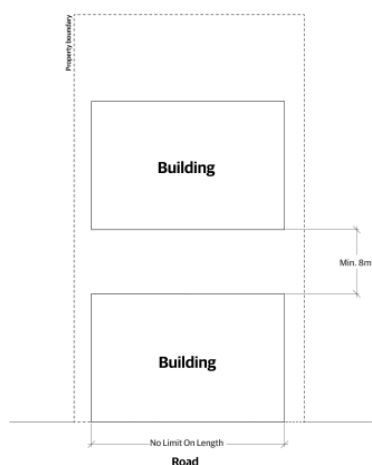 Property boundary
Building
Min. 8m
Building
No Limit On Length
Road